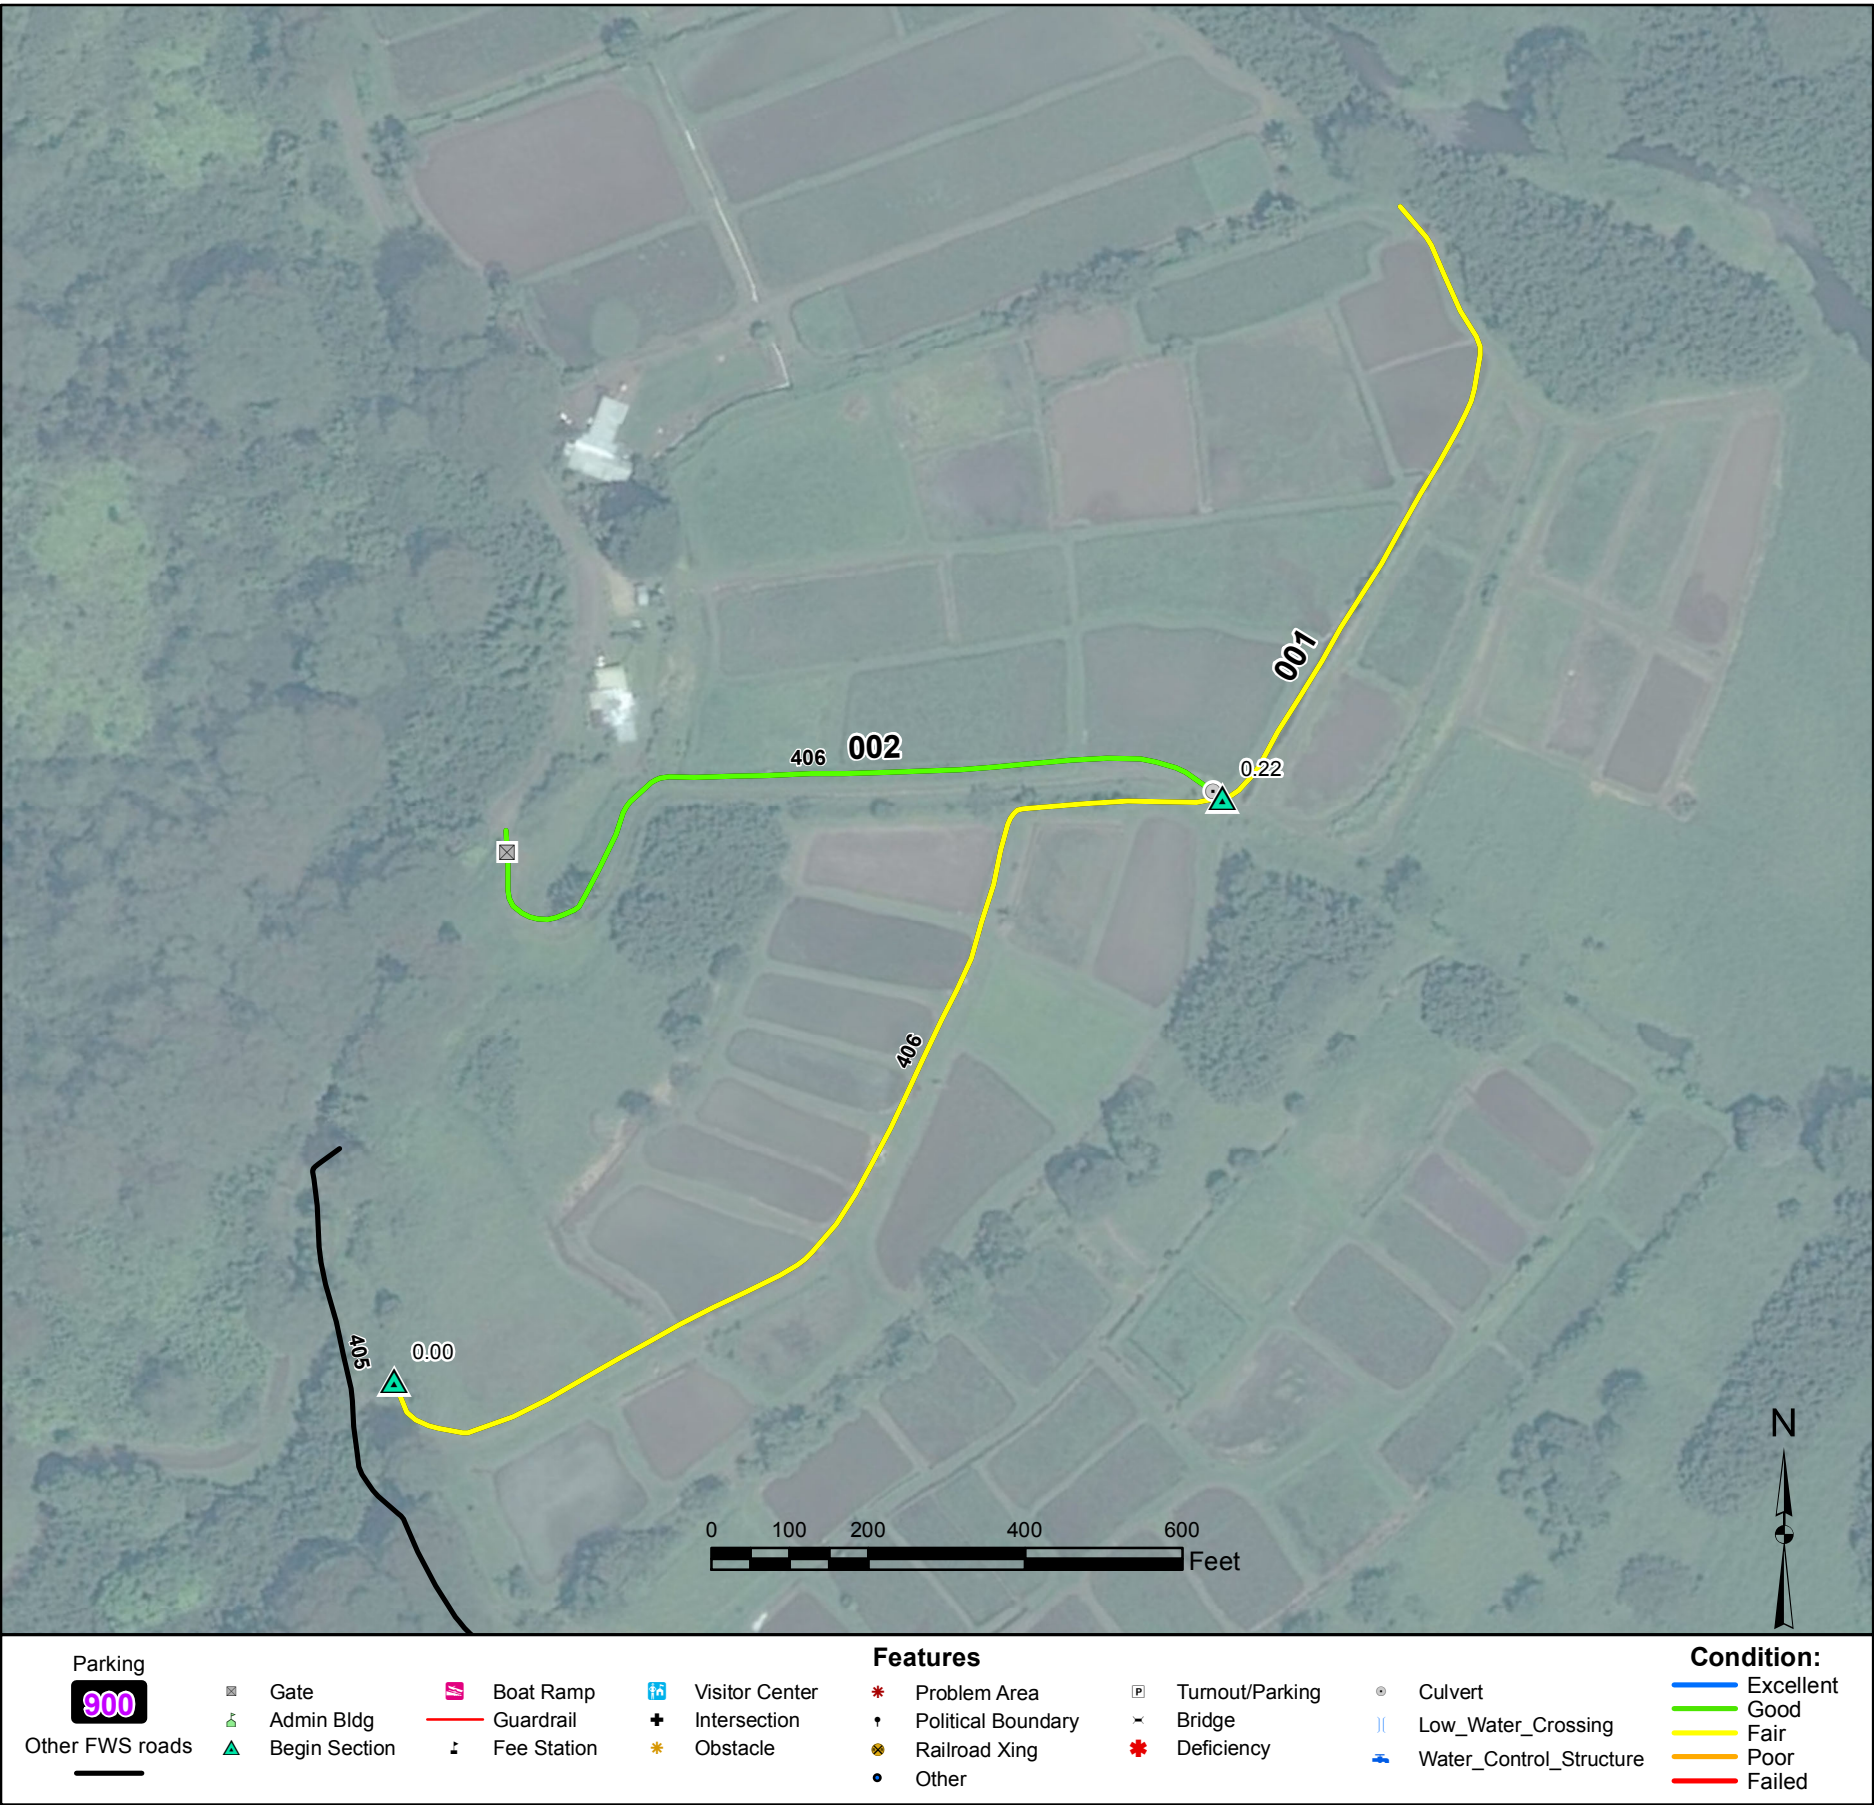 001
0.22
406 002
406
405
0.00
N
0 100 200 400 600
Feet
Parking
900
Other FWS roads
Gate
Admin Bldg
Begin Section
Boat Ramp
Guardrail
Fee Station
Visitor Center
Intersection
Obstacle
Features
Problem Area
Political Boundary
Railroad Xing
Other
P Turnout/Parking
Bridge
Deficiency
Culvert
Low_Water_Crossing
Water_Control_Structure
Condition:
Excellent
Good
Fair
Poor
Failed